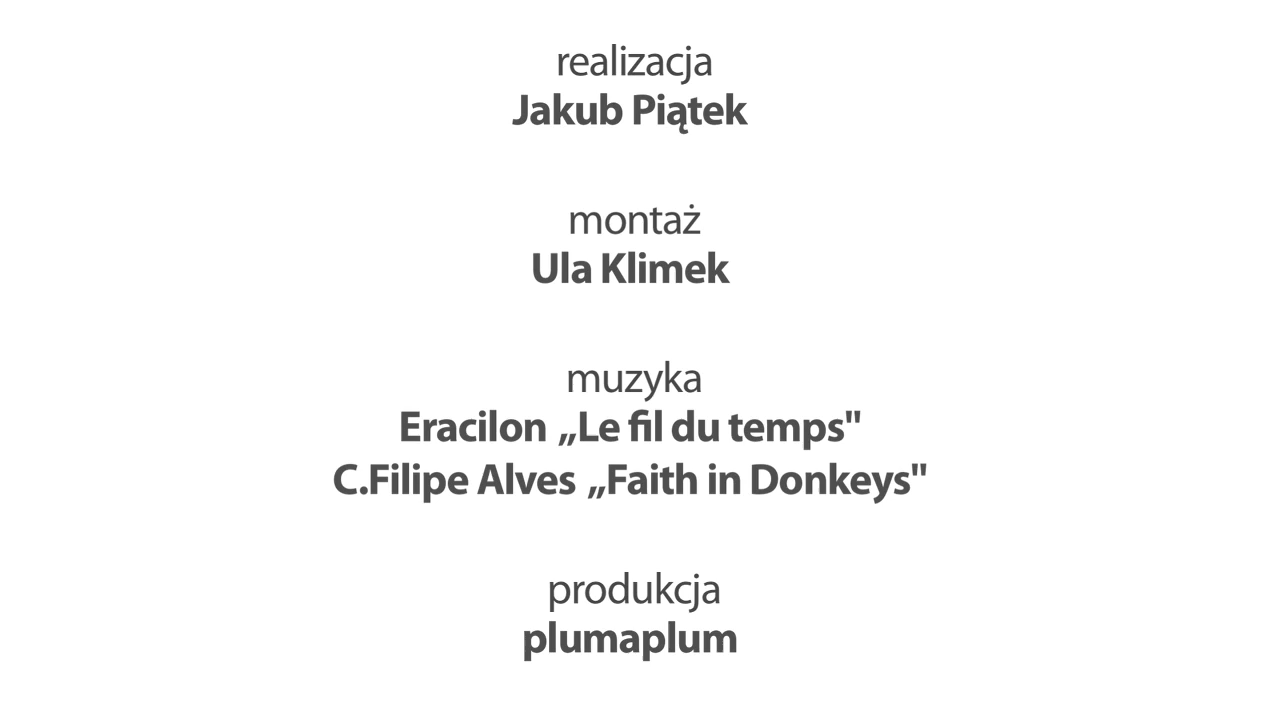 realizacja
Jakub Piątek
montaż
Ula Klimek
muzyka
Eracilon „Le fil du temps"
C.Filipe Alves „Faith in Donkeys"
produkcja
plumaplum